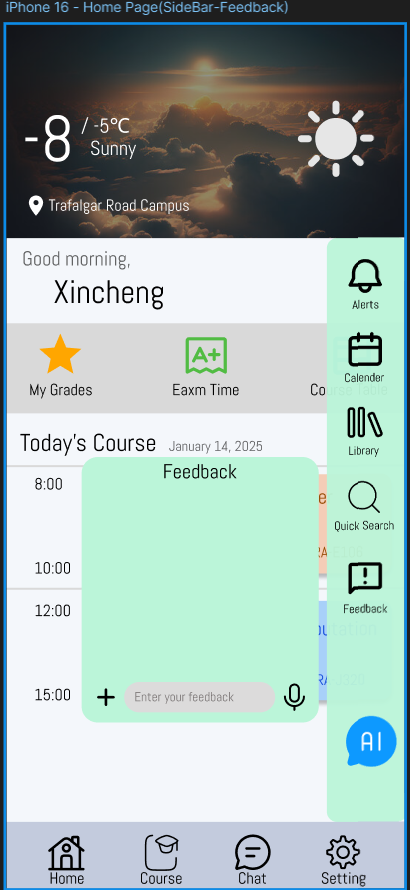 iPhone 16 - Home Page(SideBar-Feedback)
-8 / -5°C
Sunny
Trafalgar Road Campus
Good morning,
Xincheng
Alerts
My Grades
Eaxm Time
Calender
Library
Today's Course January 14, 2025
Feedback
8:00
Quick Search
10:00
12:00
Feedback
15:00
Enter your feedback
AI
Home
Course
Chat
Setting